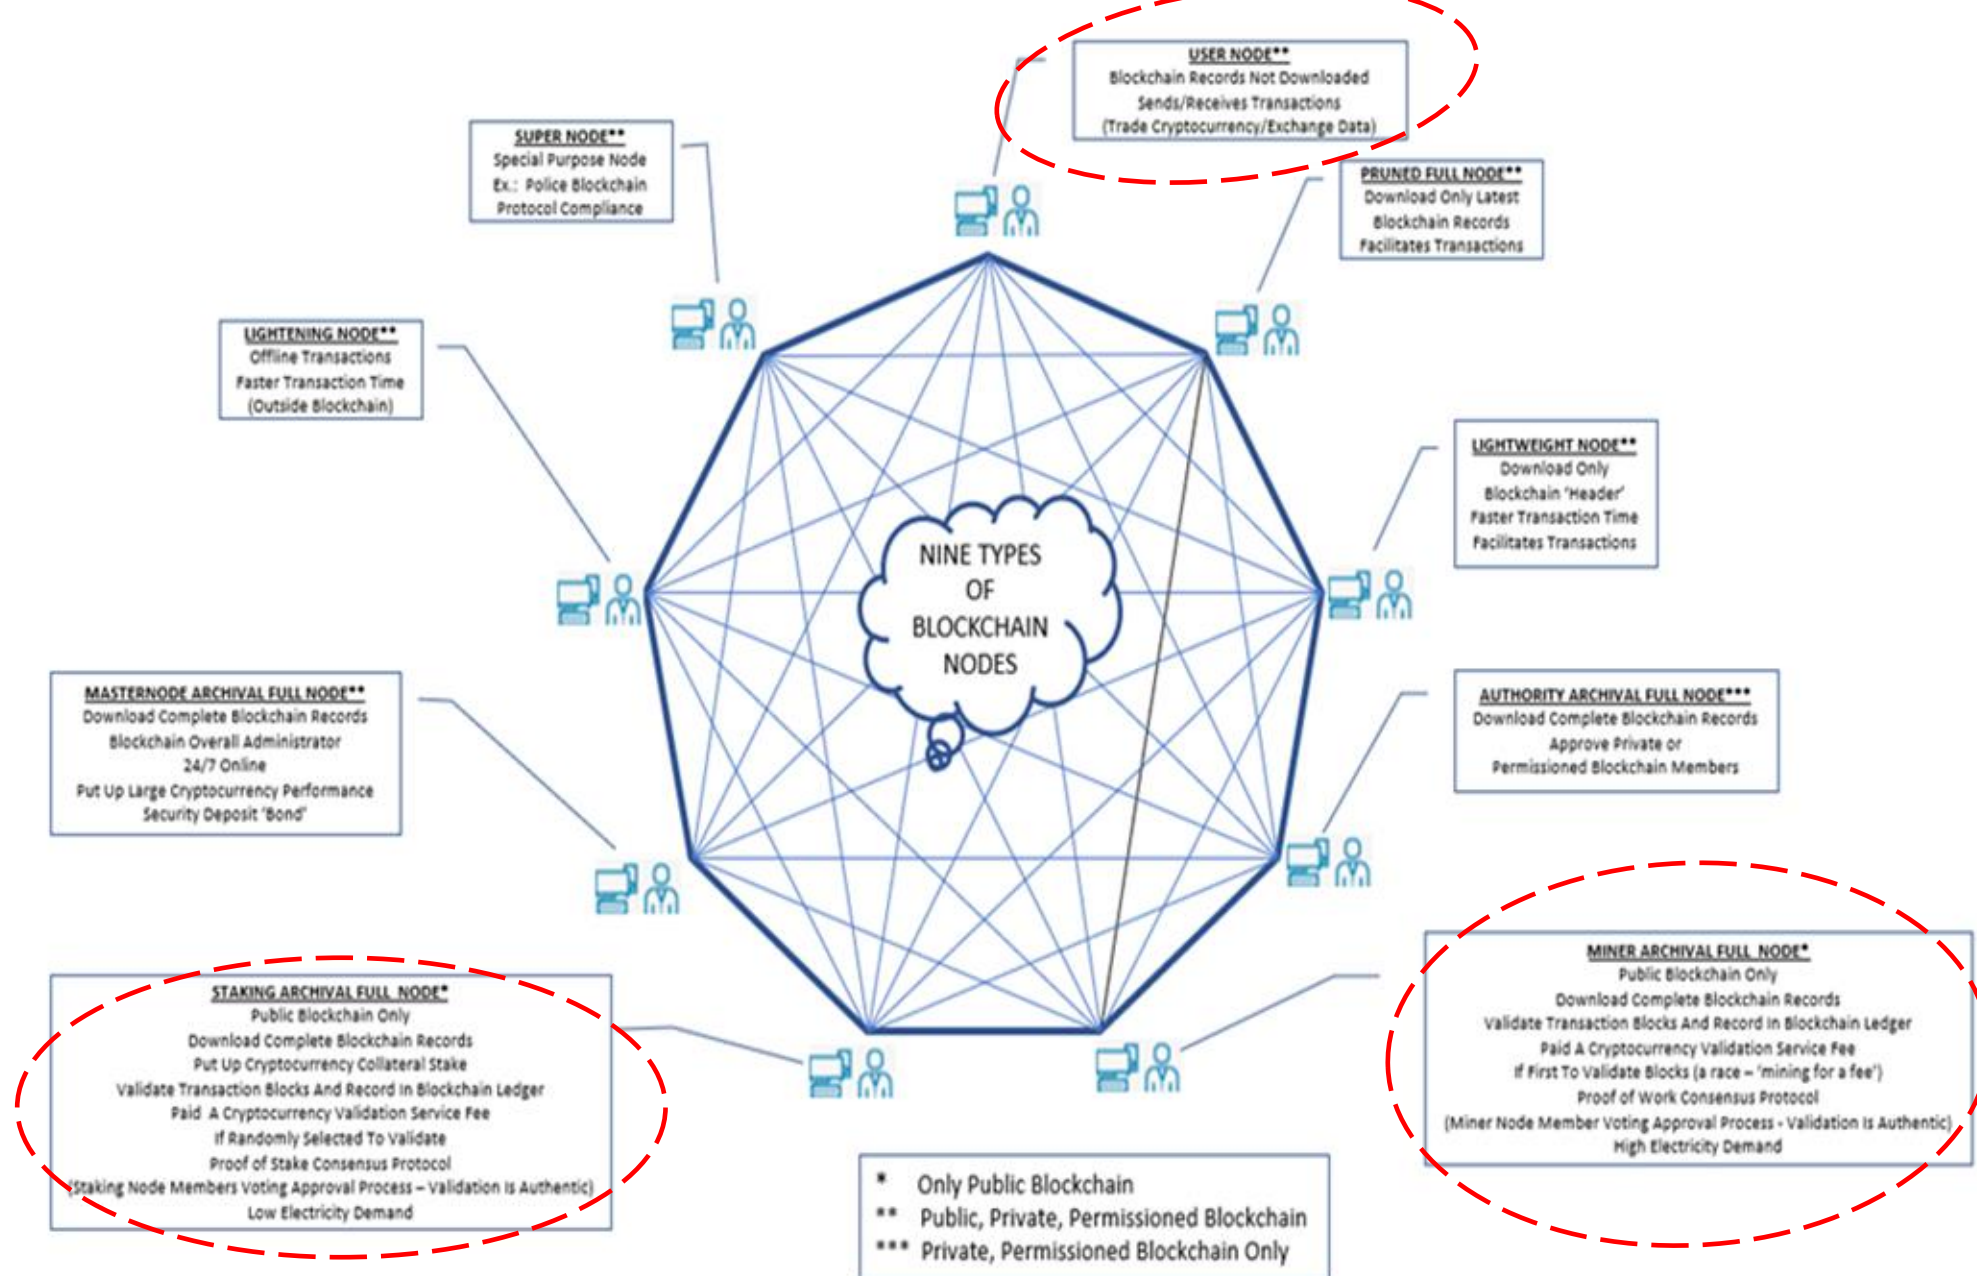 USER NODE**
Blockchain Records Not Downloaded
Sends/Receives Transactions
(Trade Cryptocurrency/Exchange Data)
SUPER NODE**
Special Purpose Node
Ex.: Police Blockchain
Protocol Compliance
PRUNED FULL NODE**
Download Only Latest
Blockchain Records
Facilitates Transactions
LIGHTENING NODE**
Offline Transactions
Faster Transaction Time
(Outside Blockchain)
LIGHTWEIGHT NODE**
Download Only
Blockchain ‘Header’
Faster Transaction Time
Facilitates Transactions
NINE TYPES
OF
BLOCKCHAIN
NODES
MASTERNODE ARCHIVAL FULL NODE**
Download Complete Blockchain Records
Blockchain Overall Administrator
24/7 Online
Put Up Large Cryptocurrency Performance
Security Deposit ‘Bond’
AUTHORITY ARCHIVAL FULL NODE***
Download Complete Blockchain Records
Approve Private or
Permissioned Blockchain Members
STAKING ARCHIVAL FULL NODE*
Public Blockchain Only
Download Complete Blockchain Records
Put Up Cryptocurrency Collateral Stake
Validate Transaction Blocks And Record In Blockchain Ledger
Paid A Cryptocurrency Validation Service Fee
If Randomly Selected To Validate
Proof of Stake Consensus Protocol
(Staking Node Members Voting Approval Process – Validation Is Authentic)
Low Electricity Demand
MINER ARCHIVAL FULL NODE*
Public Blockchain Only
Download Complete Blockchain Records
Validate Transaction Blocks And Record In Blockchain Ledger
Paid A Cryptocurrency Validation Service Fee
If First To Validate Blocks (a race – ‘mining for a fee’)
Proof of Work Consensus Protocol
(Miner Node Member Voting Approval Process - Validation Is Authentic)
High Electricity Demand
* Only Public Blockchain
** Public, Private, Permissioned Blockchain
*** Private, Permissioned Blockchain Only